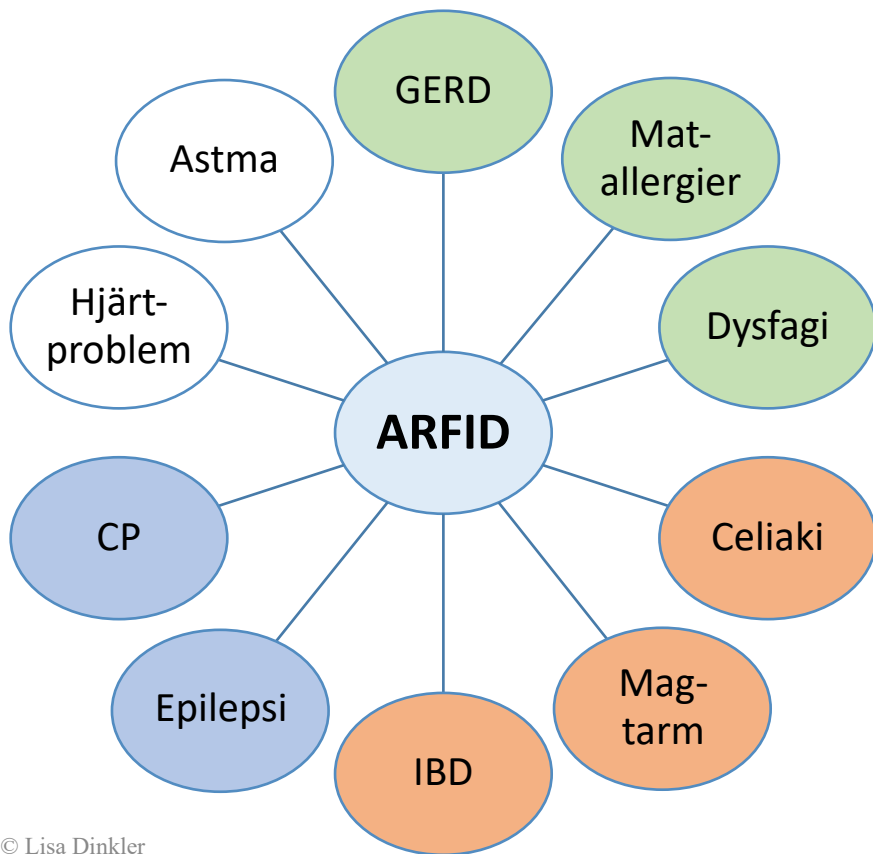 GERD
Mat-
allergier
Dysfagi
Celiaki
Mag-
tarm
IBD
Epilepsi
CP
Hjärt-
problem
Astma
ARFID
© Lisa Dinkler